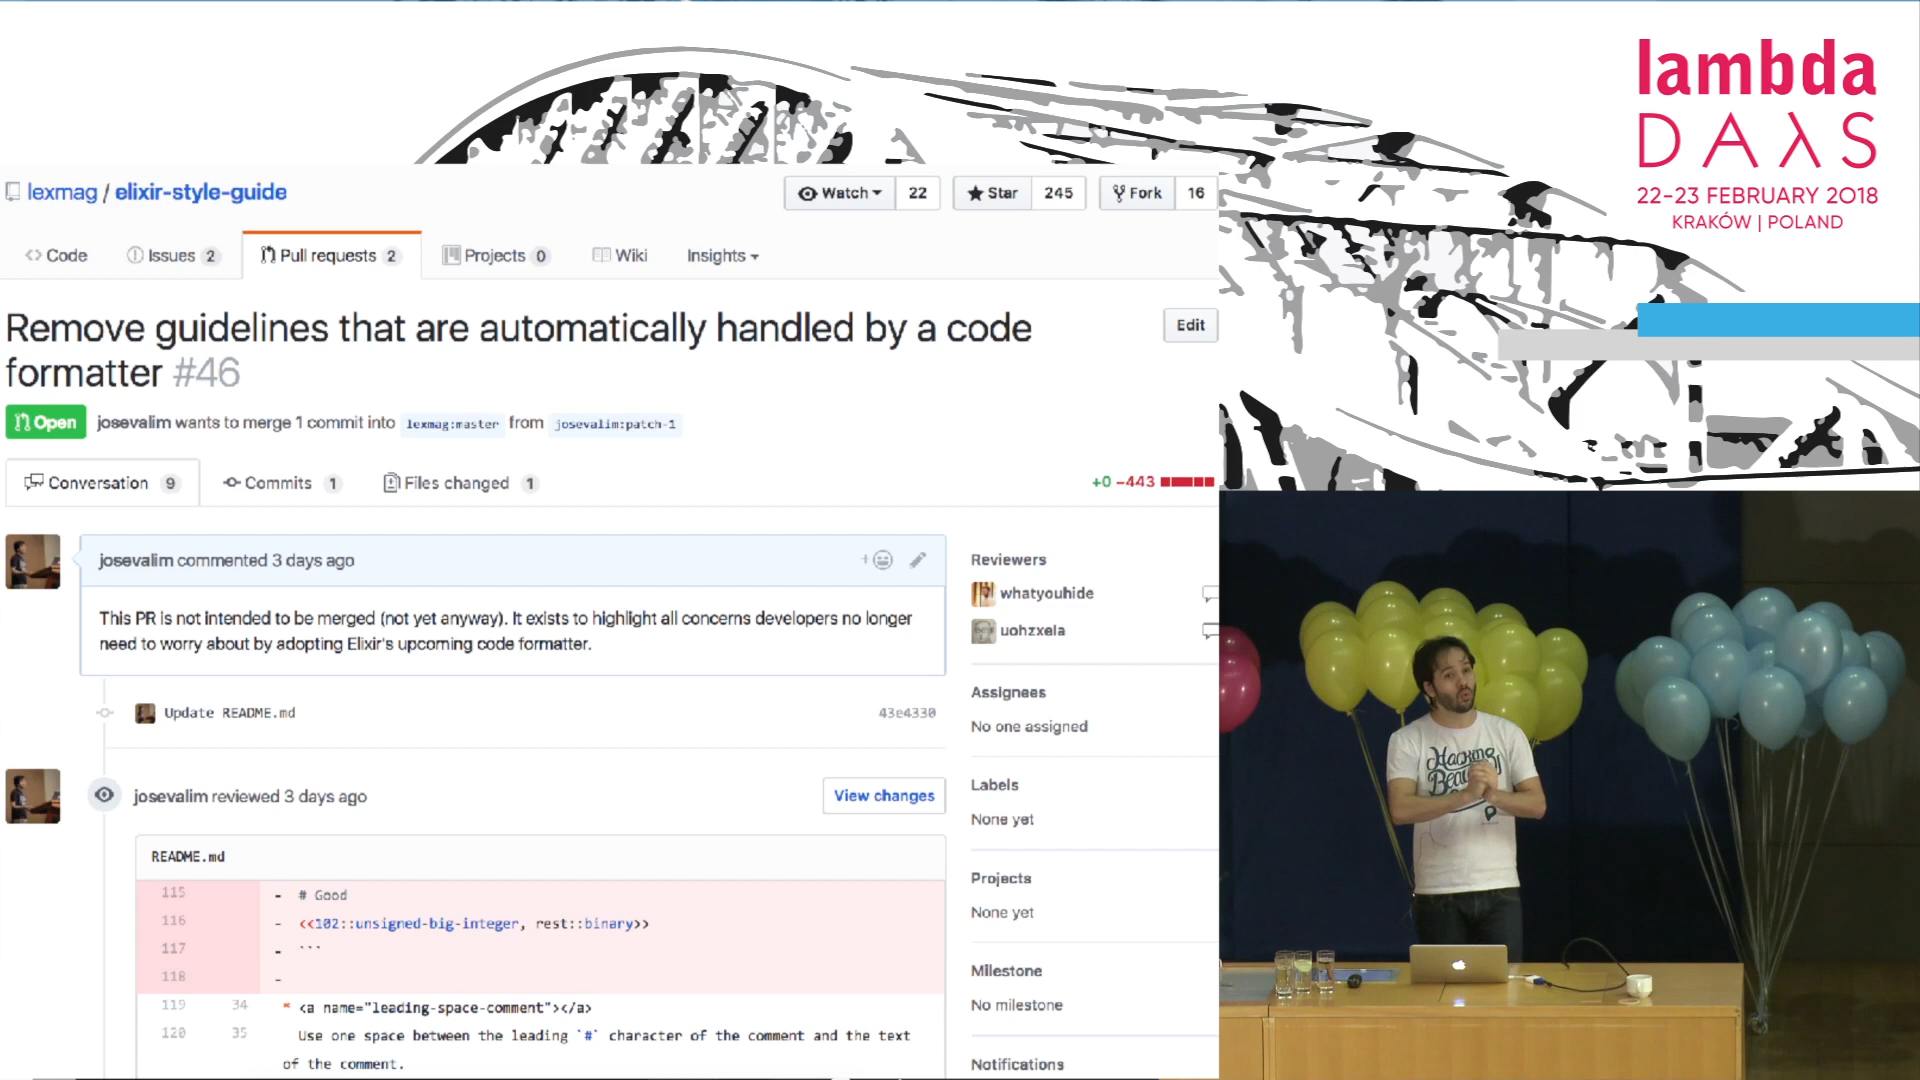 lambda
DAYS
22-23 FEBRUARY 2018
KRAKÓW | POLAND
lexmag / elixir-style-guide
Watch 22
Star 245
Fork 16
Code
Issues 2
Pull requests 2
Projects 0
Wiki
Insights
Remove guidelines that are automatically handled by a code
formatter #46
Edit
Open
josevalim wants to merge 1 commit into lexmag:master from josevalim:patch-1
Conversation 9
Commits 1
Files changed 1
+0 −443
josevalim commented 3 days ago
This PR is not intended to be merged (not yet anyway). It exists to highlight all concerns developers no longer
need to worry about by adopting Elixir's upcoming code formatter.
Update README.md 43e4330
josevalim reviewed 3 days ago
View changes
README.md
115 - # Good
116 - <<102::unsigned-big-integer, rest::binary>>
117 - ```
118 -
119 34 * <a name="leading-space-comment"></a>
120 35 Use one space between the leading `#` character of the comment and the text
of the comment.
Reviewers
whatyouhide
uohzxela
Assignees
No one assigned
Labels
None yet
Projects
None yet
Milestone
No milestone
Notifications
Hacking